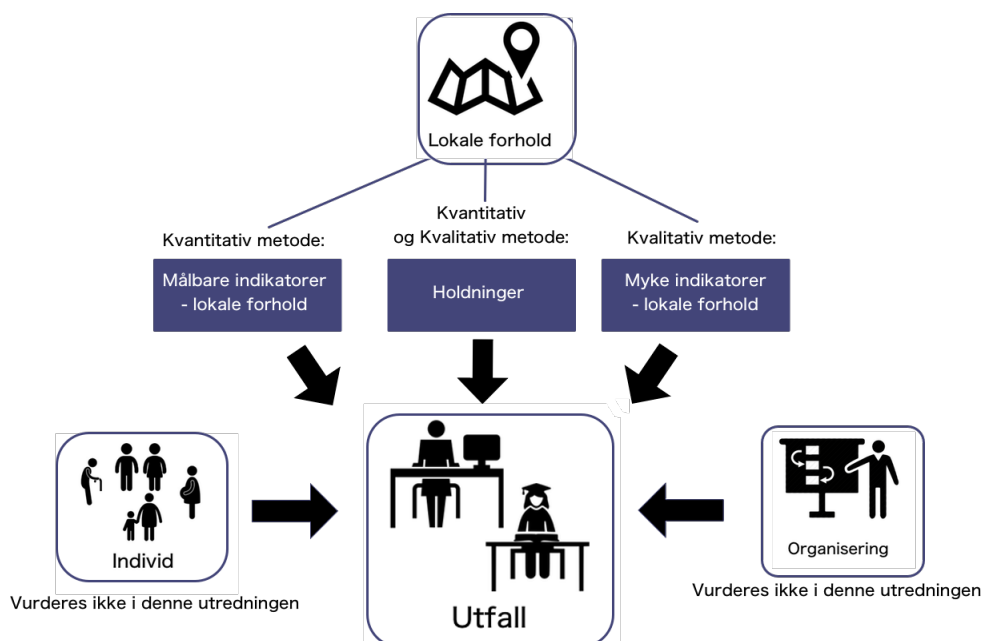 Lokale forhold
Kvantitativ metode:
Kvantitativ
og Kvalitativ metode:
Kvalitativ metode:
Målbare indikatorer
- lokale forhold
Holdninger
Myke indikatorer
- lokale forhold
Individ
Vurderes ikke i denne utredningen
Utfall
Organisering
Vurderes ikke i denne utredningen